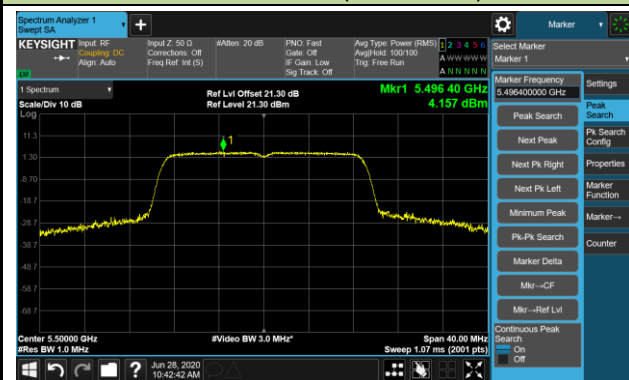 Spectrum Analyzer 1
Swept SA
Marker
KEYSIGHT
Input: RF
Coupling: DC
Align: Auto
Input Z: 50 Ω
Corrections: Off
Freq Ref: Int (S)
#Atten: 20 dB
PNO: Fast
Gate: Off
IF Gain: Low
Sig Track: Off
Avg Type: Power (RMS)
Avg|Hold: 100/100
Trig: Free Run
1 2 3 4 5 6
A W W W W W
A N N N N N
Select Marker
Marker 1
1 Spectrum
Scale/Div 10 dB
Log
Ref Lvl Offset 21.30 dB
Ref Level 21.30 dBm
Mkr1 5.496 40 GHz
4.157 dBm
11.3
1.30
-8.70
-18.7
-28.7
-38.7
-48.7
-58.7
-68.7
1
Center 5.50000 GHz
#Res BW 1.0 MHz
#Video BW 3.0 MHz*
Span 40.00 MHz
Sweep 1.07 ms (2001 pts)
Marker Frequency
5.496400000 GHz
Peak Search
Next Peak
Next Pk Right
Next Pk Left
Minimum Peak
Pk-Pk Search
Marker Delta
Mkr→CF
Mkr→Ref Lvl
Continuous Peak
Search
On
Off
Settings
Peak
Search
Pk Search
Config
Properties
Marker
Function
Marker→
Counter
Jun 28, 2020
10:42:42 AM